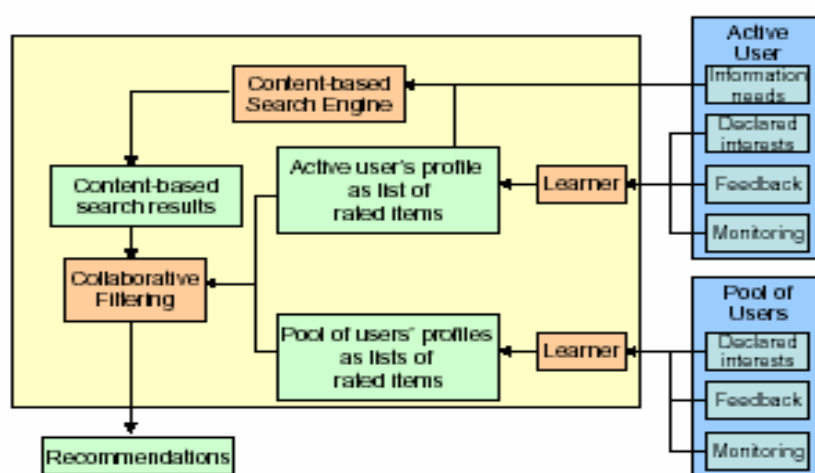 Active
User
Information
needs
Declared
interests
Feedback
Monitoring
Content-based
Search Engine
Active user's profile
as list of
rated items
Learner
Content-based
search results
Collaborative
Filtering
Pool of users' profiles
as lists of
rated items
Learner
Pool of
Users
Declared
interests
Feedback
Monitoring
Recommendations